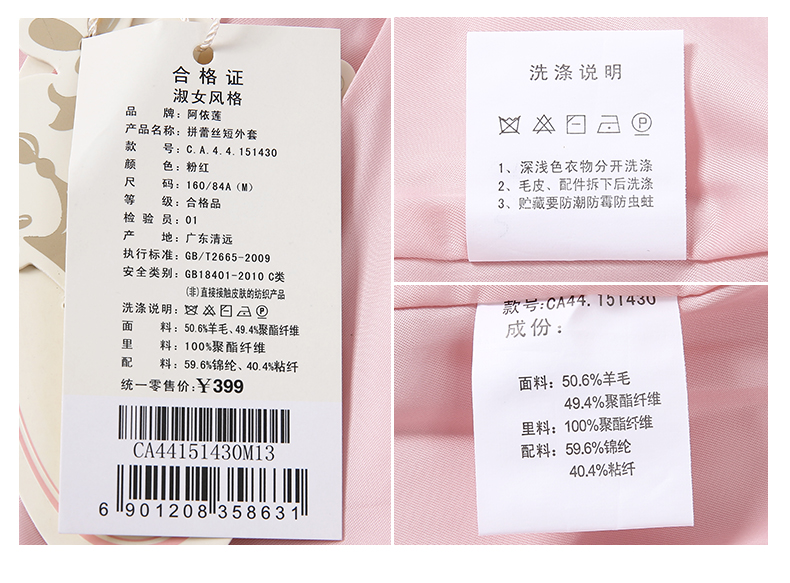 合格证
淑女风格
品 牌：阿依莲
产品名称：拼蕾丝短外套
款 号：C.A.4.4.151430
颜 色：粉红
尺 码：160/84A（M）
等 级：合格品
检 验 员：01
产 地：广东清远
执行标准：GB/T2665-2009
安全类别：GB18401-2010 C类
（非）直接接触皮肤的纺织产品
洗涤说明：
面 料：50.6%羊毛、49.4%聚酯纤维
里 料：100%聚酯纤维
配 料：59.6%锦纶、40.4%粘纤
统一零售价：￥399
CA44151430M13
6 901208 358631
洗涤说明
P
1、深浅色衣物分开洗涤
2、毛皮、配件拆下后洗涤
3、贮藏要防潮防霉防虫蛀
款号：CA44.151430
成份：
面料：50.6%羊毛
49.4%聚酯纤维
里料：100%聚酯纤维
配料：59.6%锦纶
40.4%粘纤